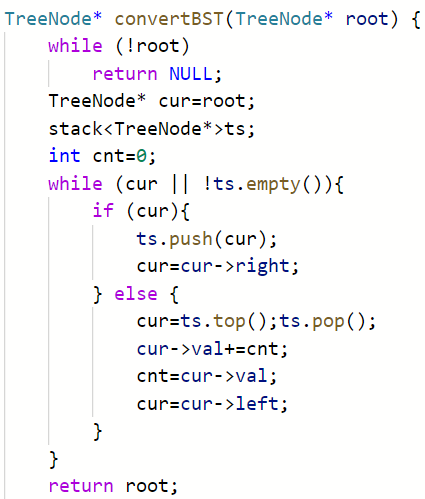 TreeNode* convertBST(TreeNode* root) {
    while (!root)
        return NULL;
    TreeNode* cur=root;
    stack<TreeNode*>ts;
    int cnt=0;
    while (cur || !ts.empty()){
        if (cur){
            ts.push(cur);
            cur=cur->right;
        } else {
            cur=ts.top();ts.pop();
            cur->val+=cnt;
            cnt=cur->val;
            cur=cur->left;
        }
    }
    return root;